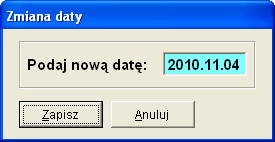 Zmiana daty
Podaj nową datę: 2010.11.04
Zapisz Anuluj